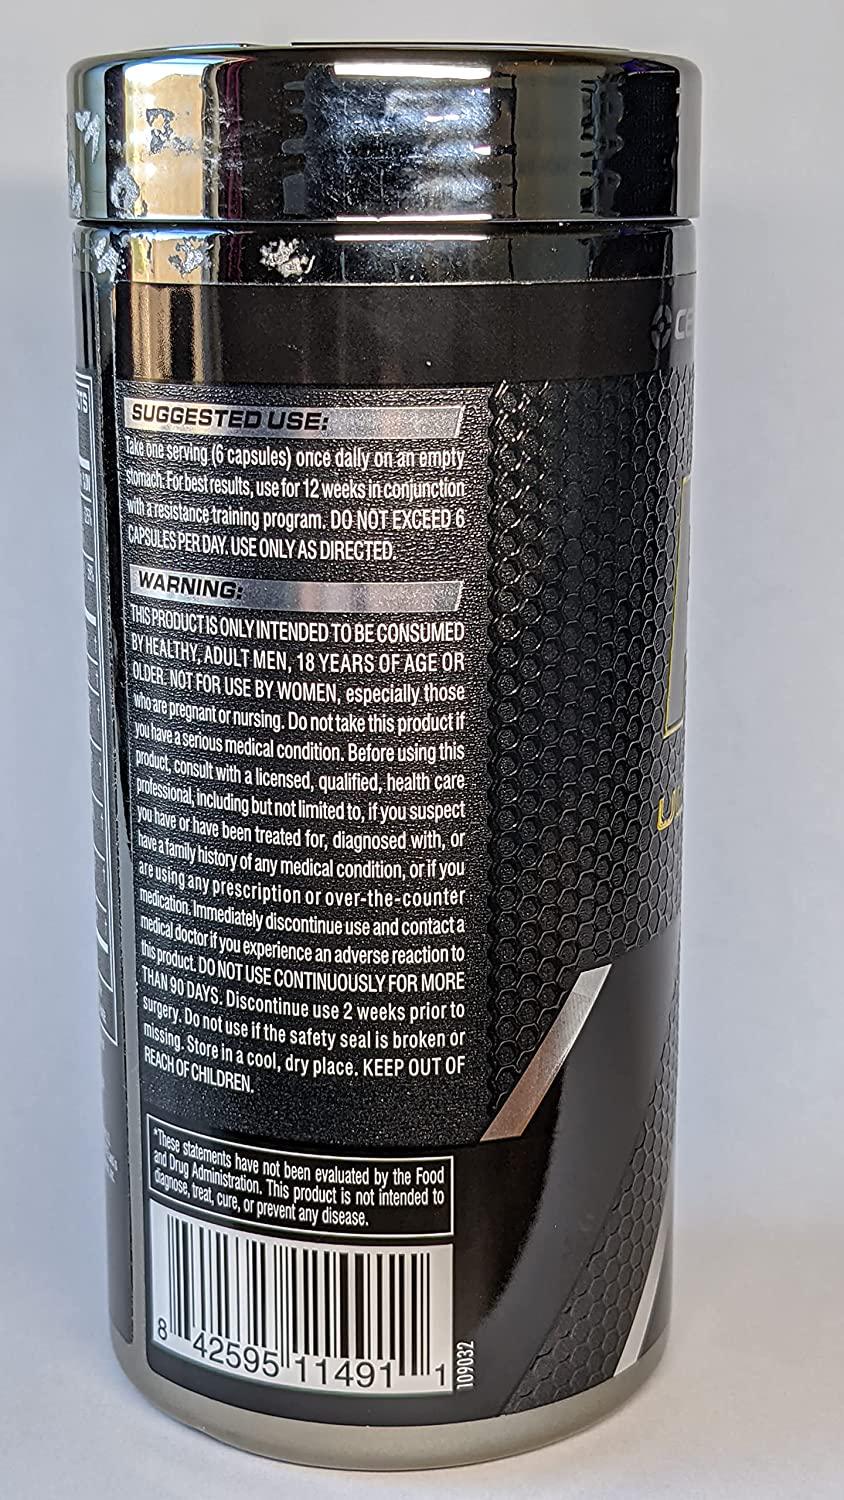 SUGGESTED USE:
Take one serving (6 capsules) once daily on an empty
stomach. For best results, use for 12 weeks in conjunction
with a resistance training program. DO NOT EXCEED 6
CAPSULES PER DAY. USE ONLY AS DIRECTED.
WARNING:
THIS PRODUCT IS ONLY INTENDED TO BE CONSUMED
BY HEALTHY, ADULT MEN, 18 YEARS OF AGE OR
OLDER. NOT FOR USE BY WOMEN, especially those
who are pregnant or nursing. Do not take this product if
you have a serious medical condition. Before using this
product, consult with a licensed, qualified, health care
professional, including but not limited to, if you suspect
you have or have been treated for, diagnosed with, or
have a family history of any medical condition, or if you
are using any prescription or over-the-counter
medication. Immediately discontinue use and contact a
medical doctor if you experience an adverse reaction to
this product. DO NOT USE CONTINUOUSLY FOR MORE
THAN 90 DAYS. Discontinue use 2 weeks prior to
surgery. Do not use if the safety seal is broken or
missing. Store in a cool, dry place. KEEP OUT OF
REACH OF CHILDREN.
*These statements have not been evaluated by the Food
and Drug Administration. This product is not intended to
diagnose, treat, cure, or prevent any disease.
8 42595 11491 1
109032